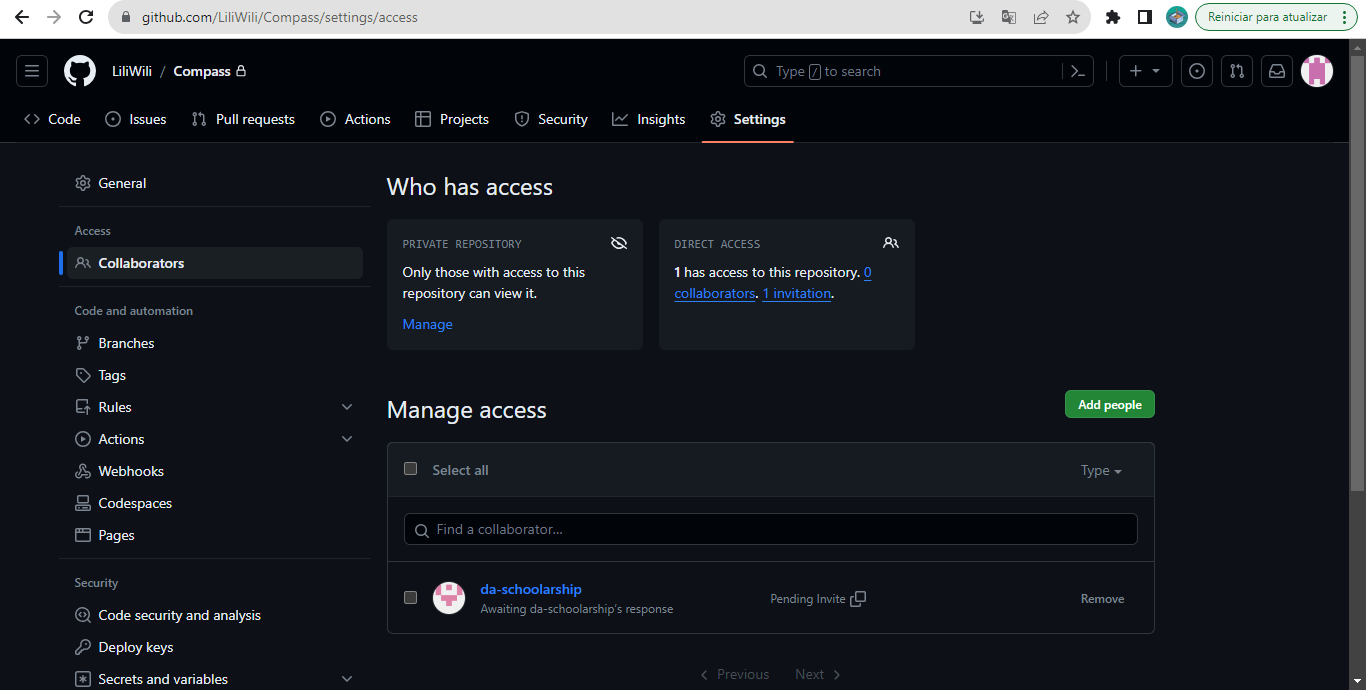 github.com/LiliWili/Compass/settings/access
Reiniciar para atualizar
LiliWili / Compass
Type / to search
Code Issues Pull requests Actions Projects Security Insights Settings
General
Access
Collaborators
Code and automation
Branches
Tags
Rules
Actions
Webhooks
Codespaces
Pages
Security
Code security and analysis
Deploy keys
Secrets and variables
Who has access
PRIVATE REPOSITORY
Only those with access to this
repository can view it.
Manage
DIRECT ACCESS
1 has access to this repository. 0
collaborators. 1 invitation.
Manage access
Add people
Select all
Type
Find a collaborator...
da-schoolarship
Awaiting da-schoolarship's response
Pending Invite
Remove
Previous Next